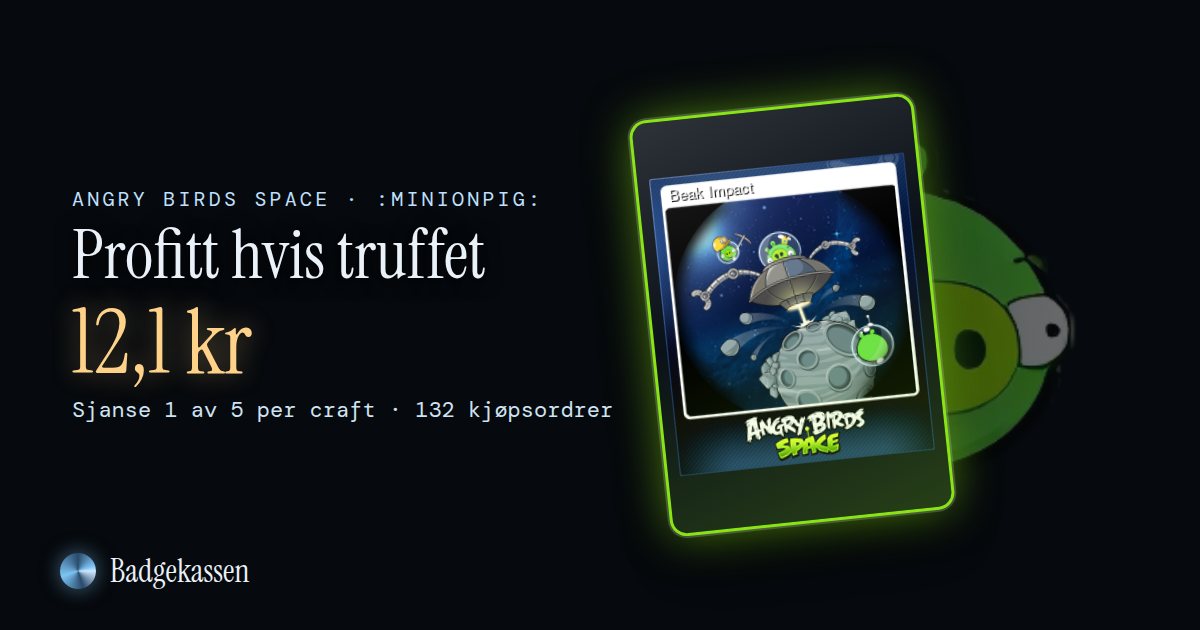 ANGRY BIRDS SPACE · :MINIONPIG:
Profitt hvis truffet
12,1 kr
Sjanse 1 av 5 per craft · 132 kjøpsordrer
Beak Impact
ANGRY BIRDS
SPACE
Badgekassen